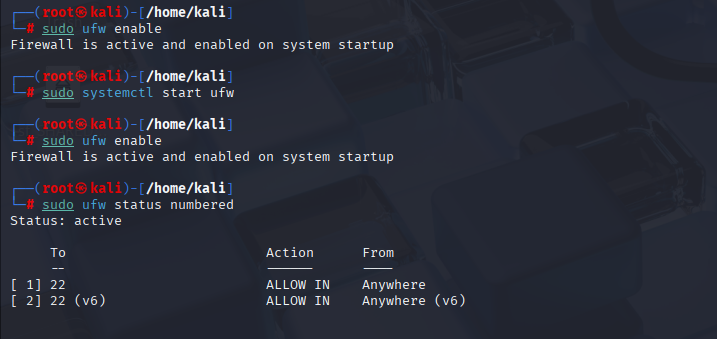 ┌──(root㉿kali)-[/home/kali]
└─# sudo ufw enable
Firewall is active and enabled on system startup
┌──(root㉿kali)-[/home/kali]
└─# sudo systemctl start ufw
┌──(root㉿kali)-[/home/kali]
└─# sudo ufw enable
Firewall is active and enabled on system startup
┌──(root㉿kali)-[/home/kali]
└─# sudo ufw status numbered
Status: active
     To                         Action      From
     --                         ------      ----
[ 1] 22                         ALLOW IN    Anywhere
[ 2] 22 (v6)                    ALLOW IN    Anywhere (v6)